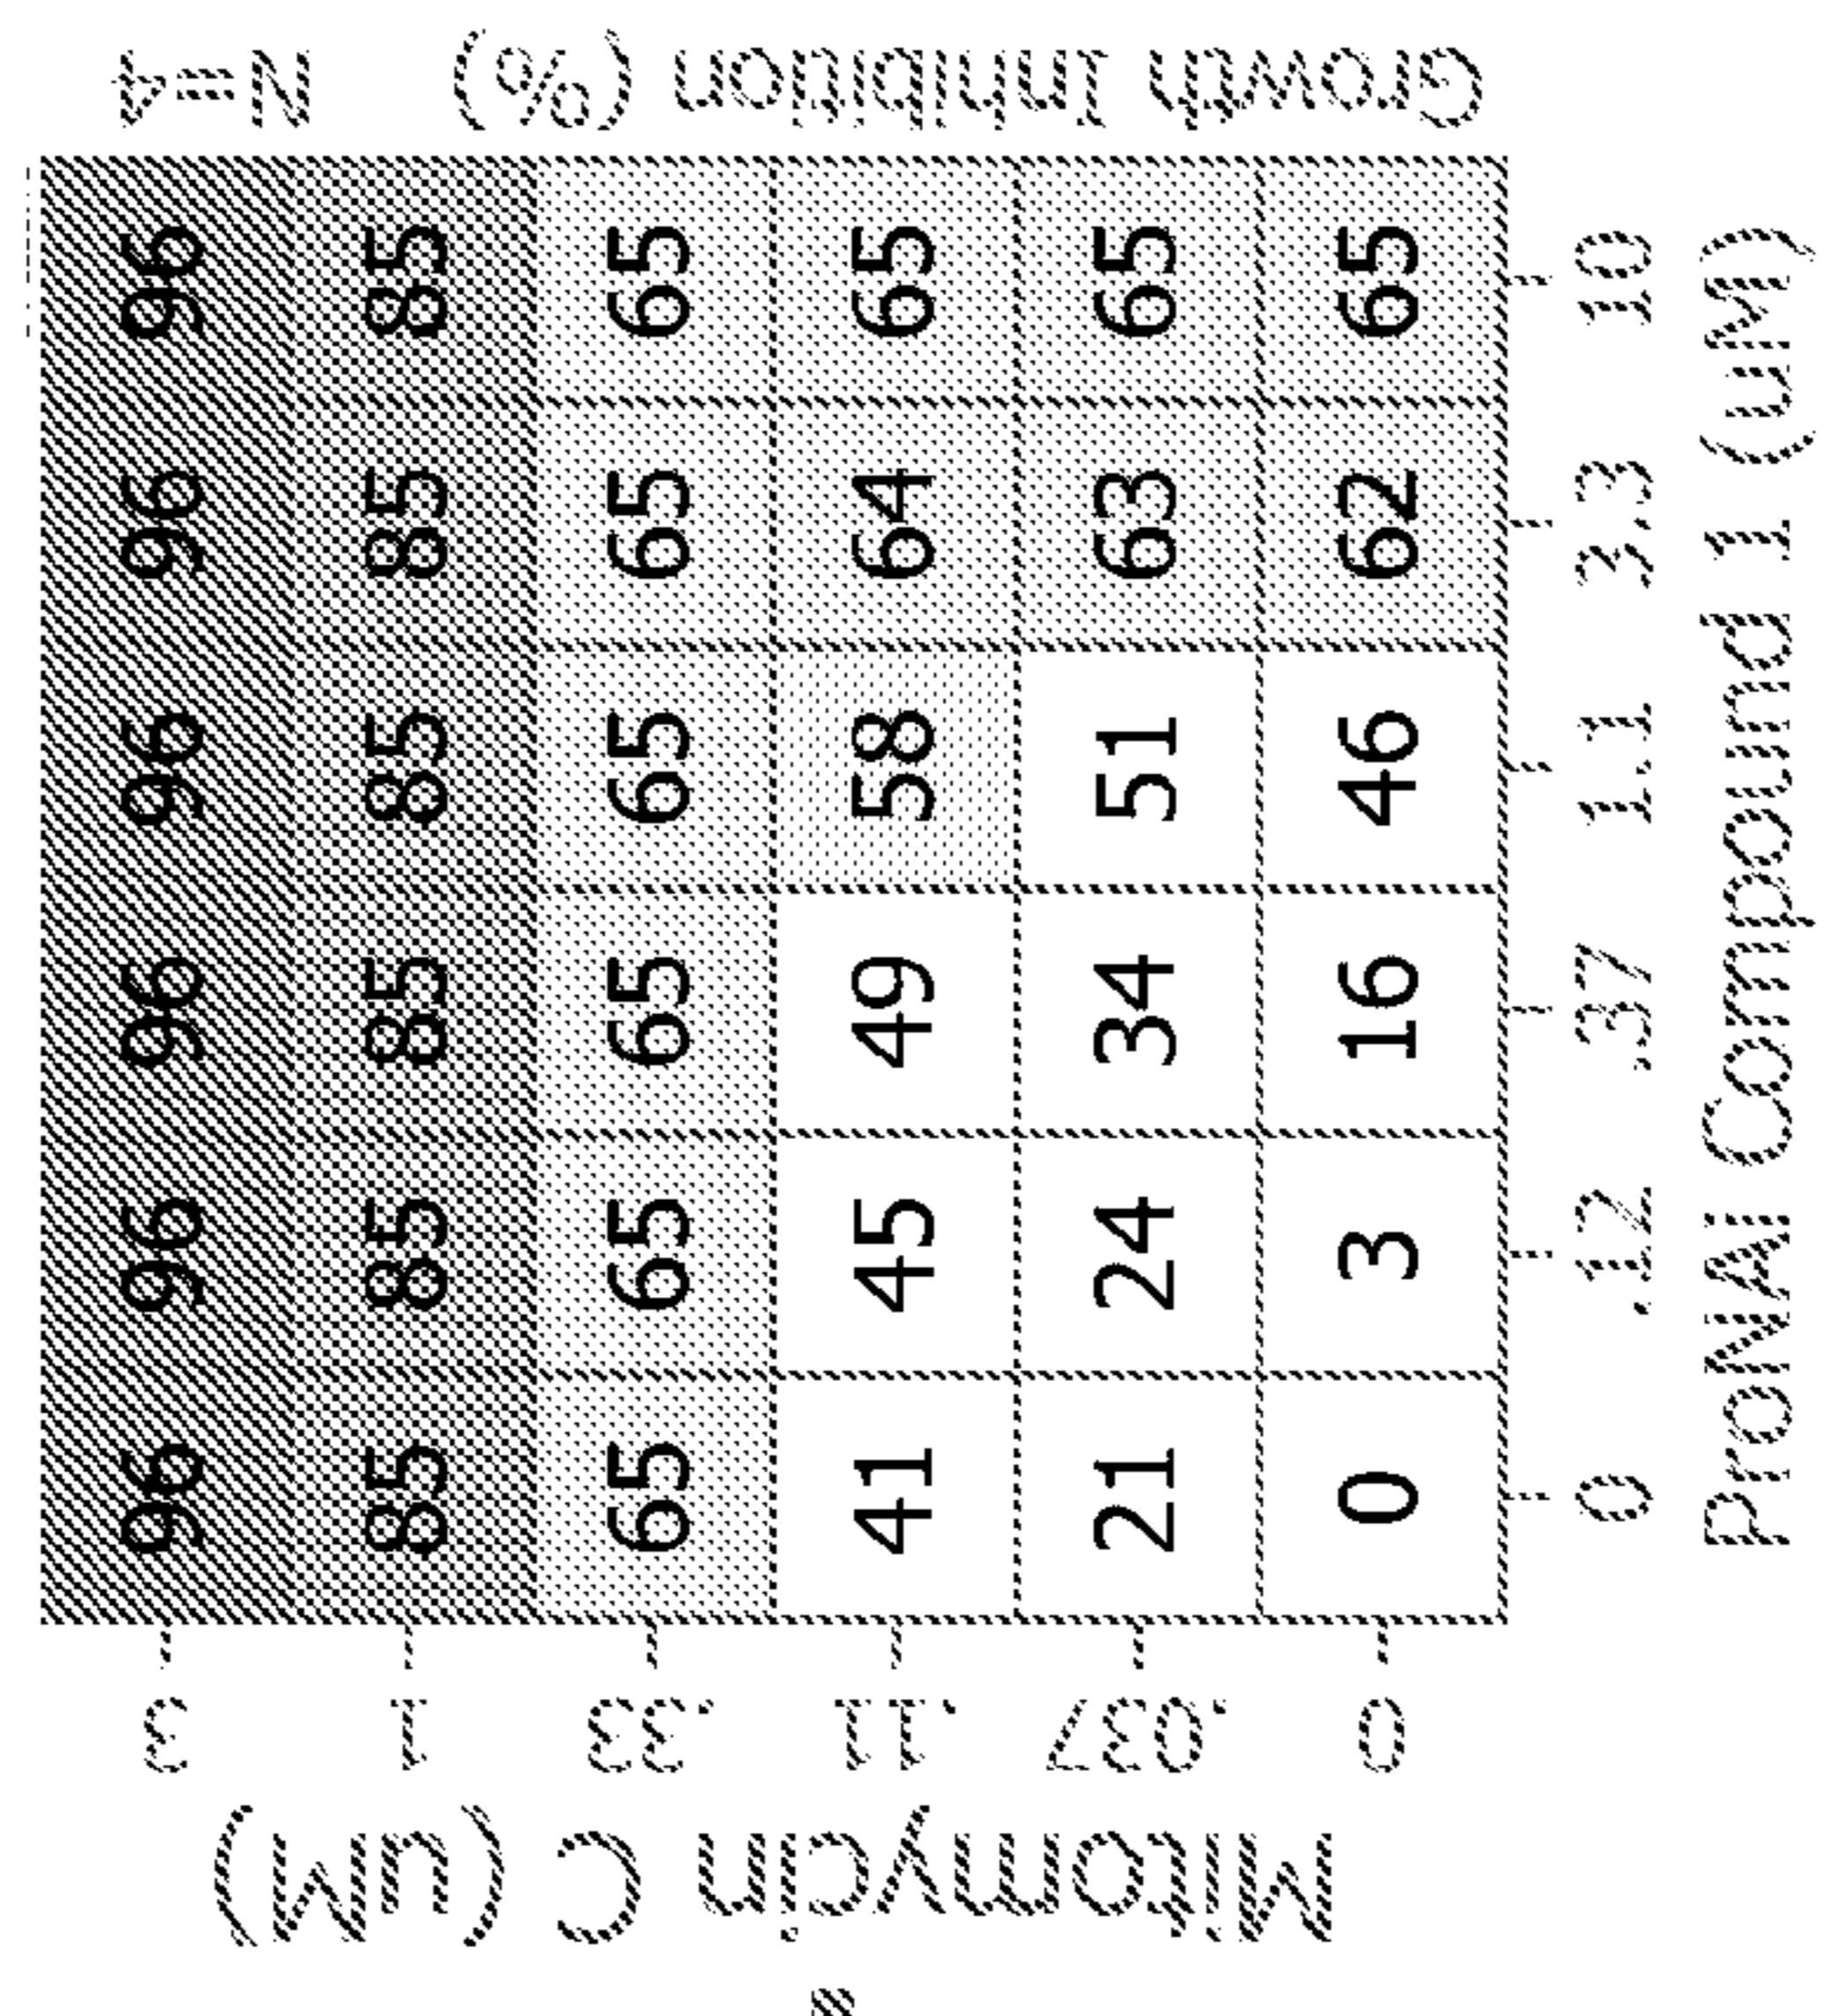 Mitomycin C (uM)
3 96 96 96 96 96 96
1 85 85 85 85 85 85
.33 65 65 65 65 65 65
.11 41 45 49 58 64 65
.037 21 24 34 51 63 65
0 0 3 16 46 62 65
0 .12 .37 1.1 3.3 10
ProNAi Compound 1 (uM)
Growth Inhibition (%) N=4